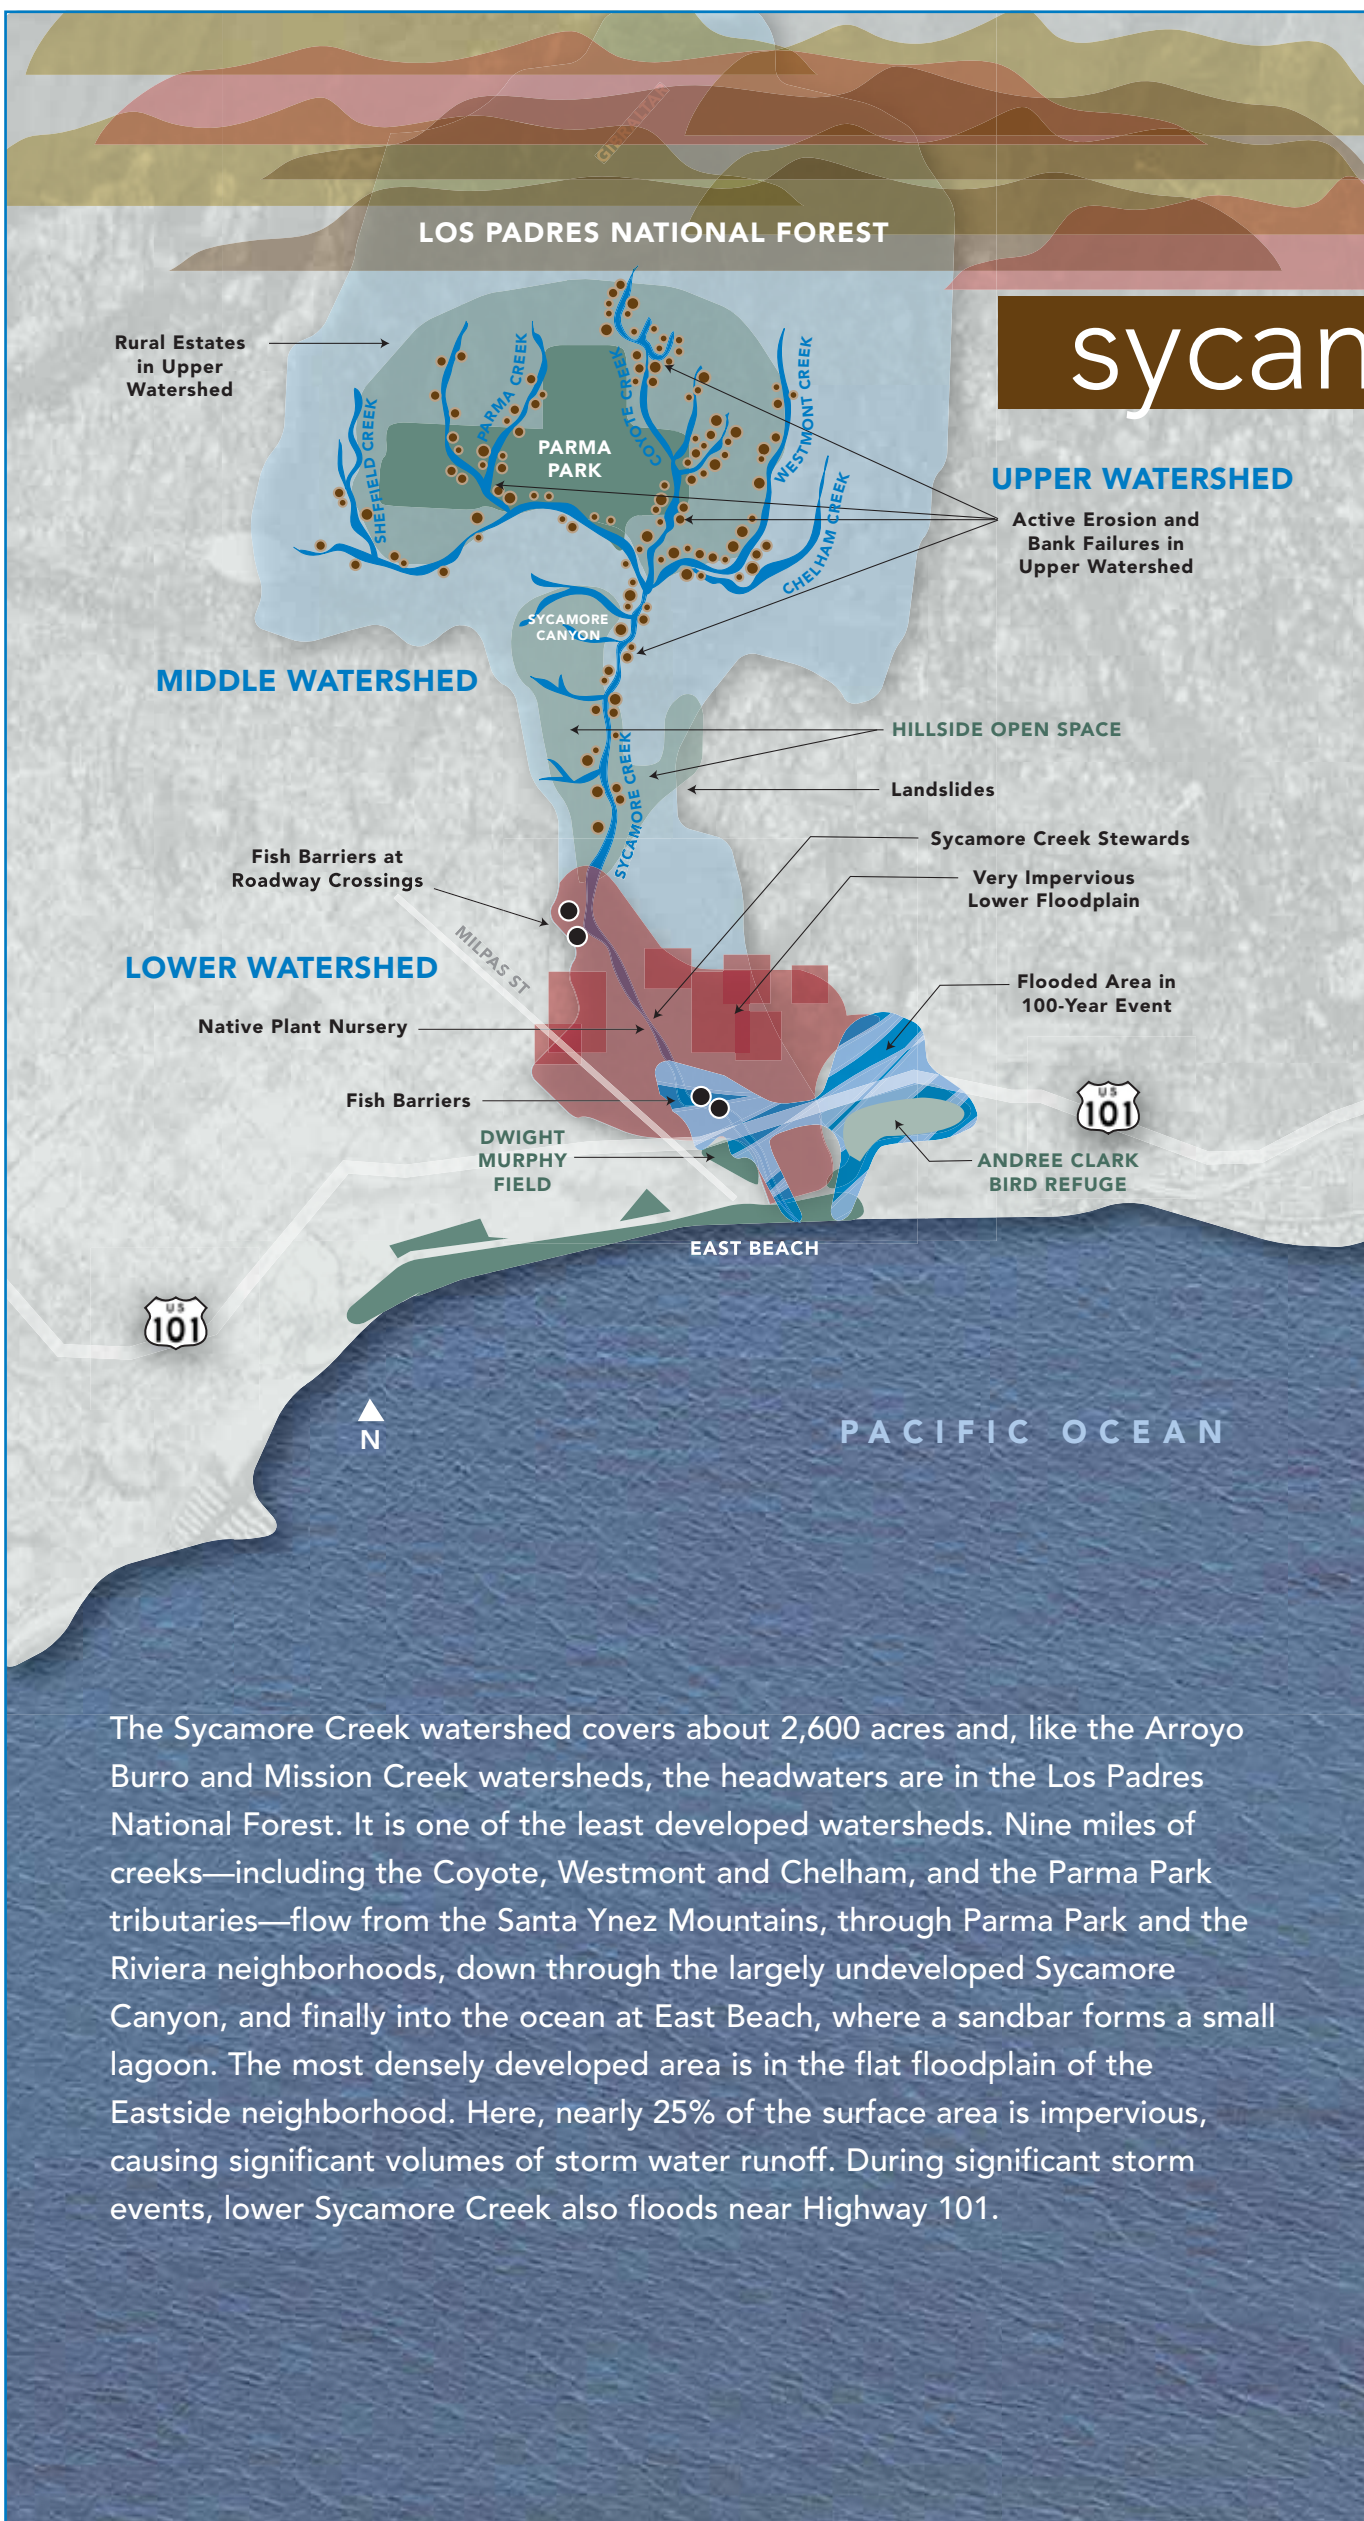 GIBRALTAR
LOS PADRES NATIONAL FOREST
sycam
Rural Estates
in Upper
Watershed
SHEFFIELD CREEK
PARMA CREEK
COYOTE CREEK
WESTMONT CREEK
CHELHAM CREEK
PARMA
PARK
UPPER WATERSHED
Active Erosion and
Bank Failures in
Upper Watershed
SYCAMORE
CANYON
MIDDLE WATERSHED
HILLSIDE OPEN SPACE
SYCAMORE CREEK
Landslides
Sycamore Creek Stewards
Fish Barriers at
Roadway Crossings
Very Impervious
Lower Floodplain
MILPAS ST
LOWER WATERSHED
Flooded Area in
100-Year Event
Native Plant Nursery
Fish Barriers
US
101
DWIGHT
MURPHY
FIELD
ANDREE CLARK
BIRD REFUGE
EAST BEACH
US
101
N
PACIFIC OCEAN
The Sycamore Creek watershed covers about 2,600 acres and, like the Arroyo
Burro and Mission Creek watersheds, the headwaters are in the Los Padres
National Forest. It is one of the least developed watersheds. Nine miles of
creeks—including the Coyote, Westmont and Chelham, and the Parma Park
tributaries—flow from the Santa Ynez Mountains, through Parma Park and the
Riviera neighborhoods, down through the largely undeveloped Sycamore
Canyon, and finally into the ocean at East Beach, where a sandbar forms a small
lagoon. The most densely developed area is in the flat floodplain of the
Eastside neighborhood. Here, nearly 25% of the surface area is impervious,
causing significant volumes of storm water runoff. During significant storm
events, lower Sycamore Creek also floods near Highway 101.